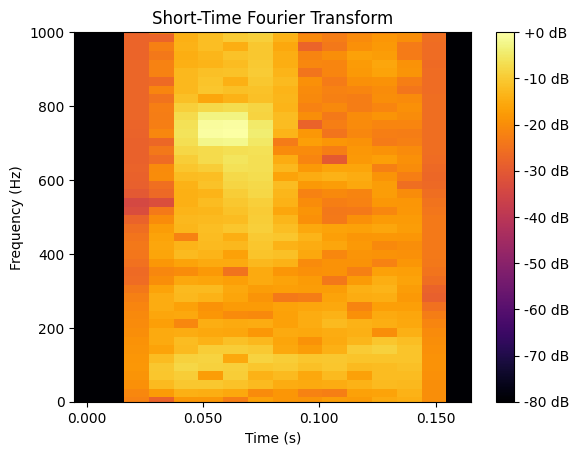 Short-Time Fourier Transform
1000
800
600
400
200
0
Frequency (Hz)
0.000
0.050
0.100
0.150
Time (s)
+0 dB
-10 dB
-20 dB
-30 dB
-40 dB
-50 dB
-60 dB
-70 dB
-80 dB